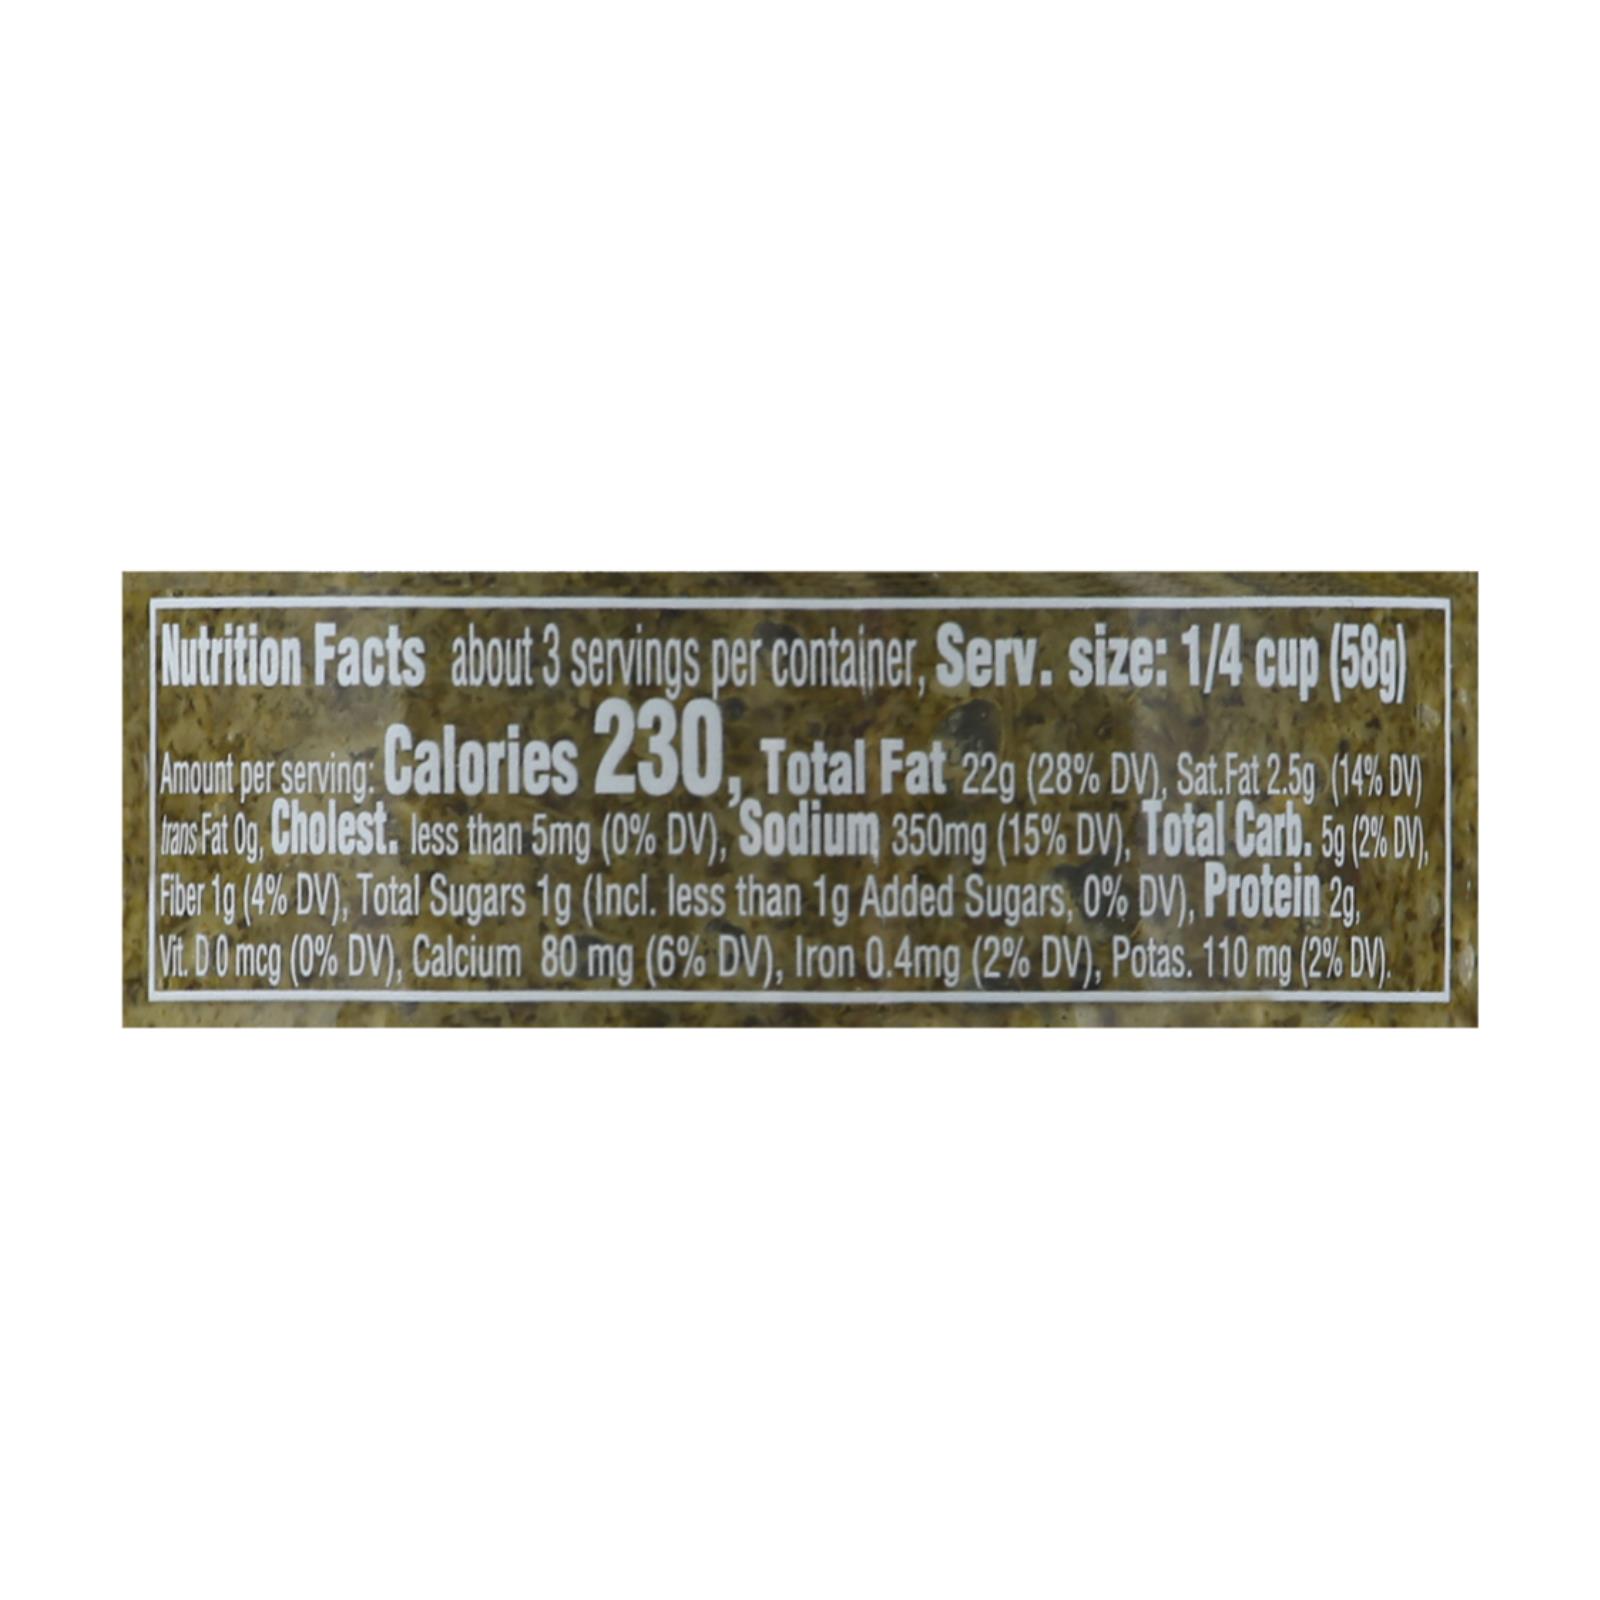 Nutrition Facts about 3 servings per container, Serv. size: 1/4 cup (58g)
Amount per serving: Calories 230, Total Fat 22g (28% DV), Sat.Fat 2.5g (14% DV)
trans Fat 0g, Cholest. less than 5mg (0% DV), Sodium 350mg (15% DV), Total Carb. 5g (2% DV),
Fiber 1g (4% DV), Total Sugars 1g (Incl. less than 1g Added Sugars, 0% DV), Protein 2g,
Vit. D 0 mcg (0% DV), Calcium 80 mg (6% DV), Iron 0.4mg (2% DV), Potas. 110 mg (2% DV).